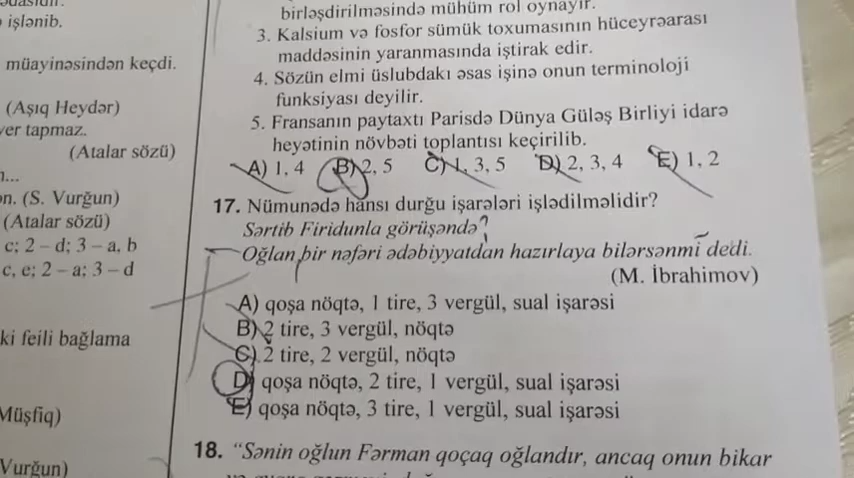 işlənib.
müayinəsindən keçdi.
(Aşıq Heydər)
yer tapmaz.
(Atalar sözü)
n. (S. Vurğun)
(Atalar sözü)
c; 2 – d; 3 – a, b
c, e; 2 – a; 3 – d
ki feili bağlama
Müşfiq)
Vurğun)
birləşdirilməsində mühüm rol oynayır.
3. Kalsium və fosfor sümük toxumasının hüceyrəarası
maddəsinin yaranmasında iştirak edir.
4. Sözün elmi üslubdakı əsas işinə onun terminoloji
funksiyası deyilir.
5. Fransanın paytaxtı Parisdə Dünya Güləş Birliyi idarə
heyətinin növbəti toplantısı keçirilib.
A) 1, 4 B) 2, 5 C) 1, 3, 5 D) 2, 3, 4 E) 1, 2
17. Nümunədə hansı durğu işarələri işlədilməlidir?
Sərtib Firidunla görüşəndə
Oğlan bir nəfəri ədəbiyyatdan hazırlaya bilərsənmi dedi.
(M. İbrahimov)
A) qoşa nöqtə, 1 tire, 3 vergül, sual işarəsi
B) 2 tire, 3 vergül, nöqtə
C) 2 tire, 2 vergül, nöqtə
D) qoşa nöqtə, 2 tire, 1 vergül, sual işarəsi
E) qoşa nöqtə, 3 tire, 1 vergül, sual işarəsi
18. “Sənin oğlun Fərman qoçaq oğlandır, ancaq onun bikar